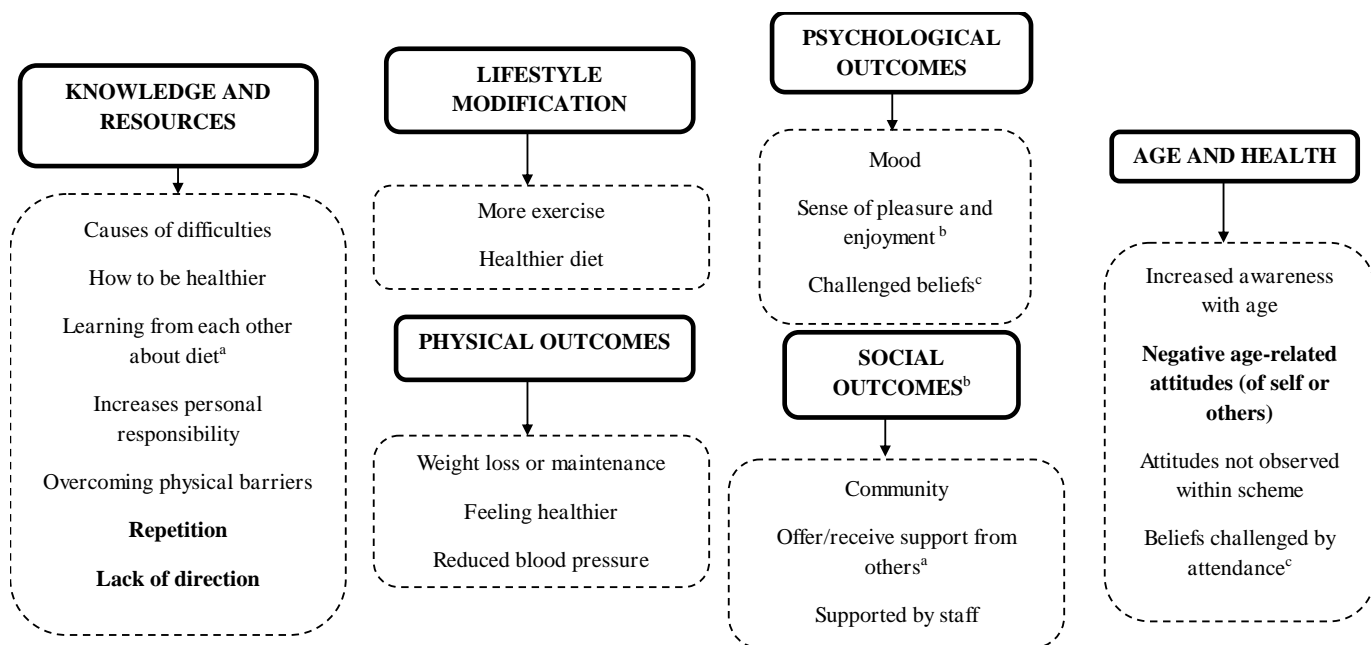 KNOWLEDGE AND
RESOURCES
Causes of difficulties
How to be healthier
Learning from each other
about diet^a
Increases personal
responsibility
Overcoming physical barriers
Repetition
Lack of direction
LIFESTYLE
MODIFICATION
More exercise
Healthier diet
PHYSICAL OUTCOMES
Weight loss or maintenance
Feeling healthier
Reduced blood pressure
PSYCHOLOGICAL
OUTCOMES
Mood
Sense of pleasure and
enjoyment ^b
Challenged beliefs^c
SOCIAL
OUTCOMES^b
Community
Offer/receive support from
others^a
Supported by staff
AGE AND HEALTH
Increased awareness
with age
Negative age-related
attitudes (of self or
others)
Attitudes not observed
within scheme
Beliefs challenged by
attendance^c